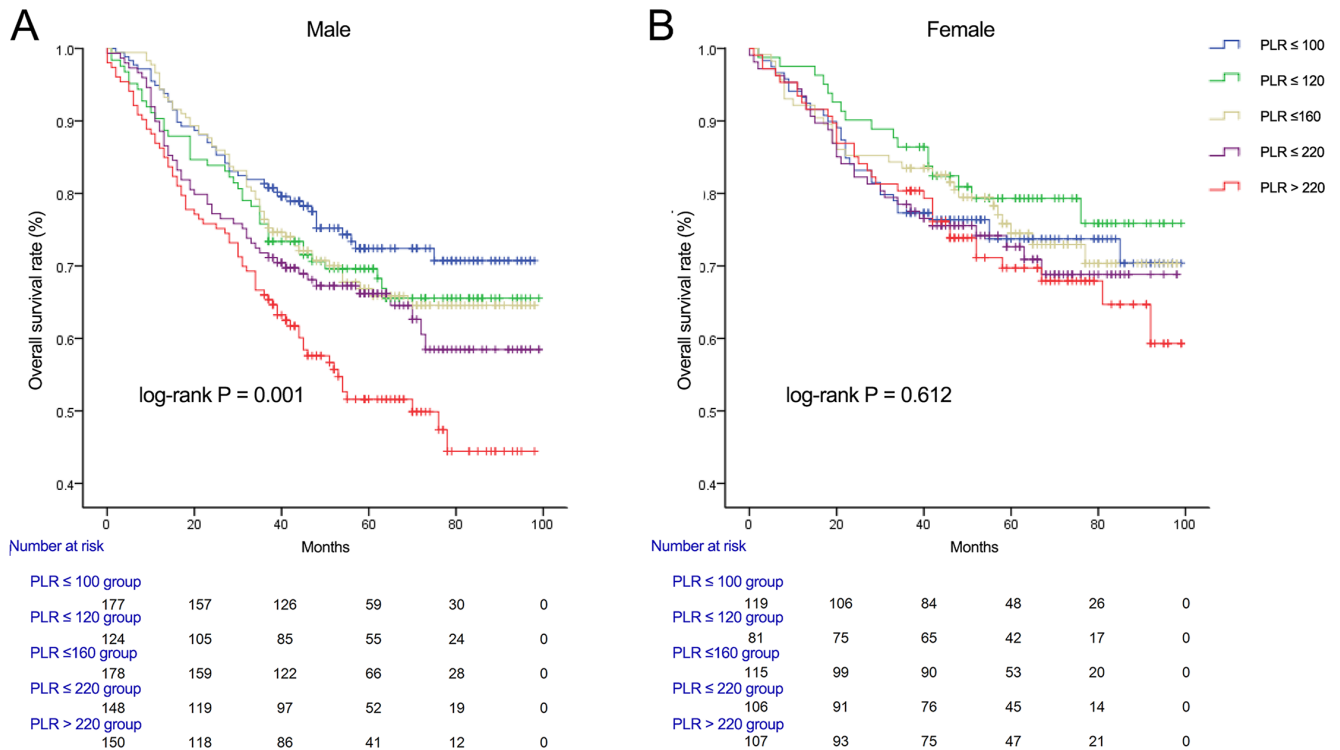 A
Male
B
Female
PLR ≤ 100
PLR ≤ 120
PLR ≤160
PLR ≤ 220
PLR > 220
Overall survival rate (%)
1.0
0.9
0.8
0.7
0.6
0.5
0.4
log-rank P = 0.001
0 20 40 60 80 100
Months
Overall survival rate (%)
1.0
0.9
0.8
0.7
0.6
0.5
0.4
log-rank P = 0.612
0 20 40 60 80 100
Months
Number at risk
PLR ≤ 100 group
177 157 126 59 30 0
PLR ≤ 120 group
124 105 85 55 24 0
PLR ≤160 group
178 159 122 66 28 0
PLR ≤ 220 group
148 119 97 52 19 0
PLR > 220 group
150 118 86 41 12 0
Number at risk
PLR ≤ 100 group
119 106 84 48 26 0
PLR ≤ 120 group
81 75 65 42 17 0
PLR ≤160 group
115 99 90 53 20 0
PLR ≤ 220 group
106 91 76 45 14 0
PLR > 220 group
107 93 75 47 21 0